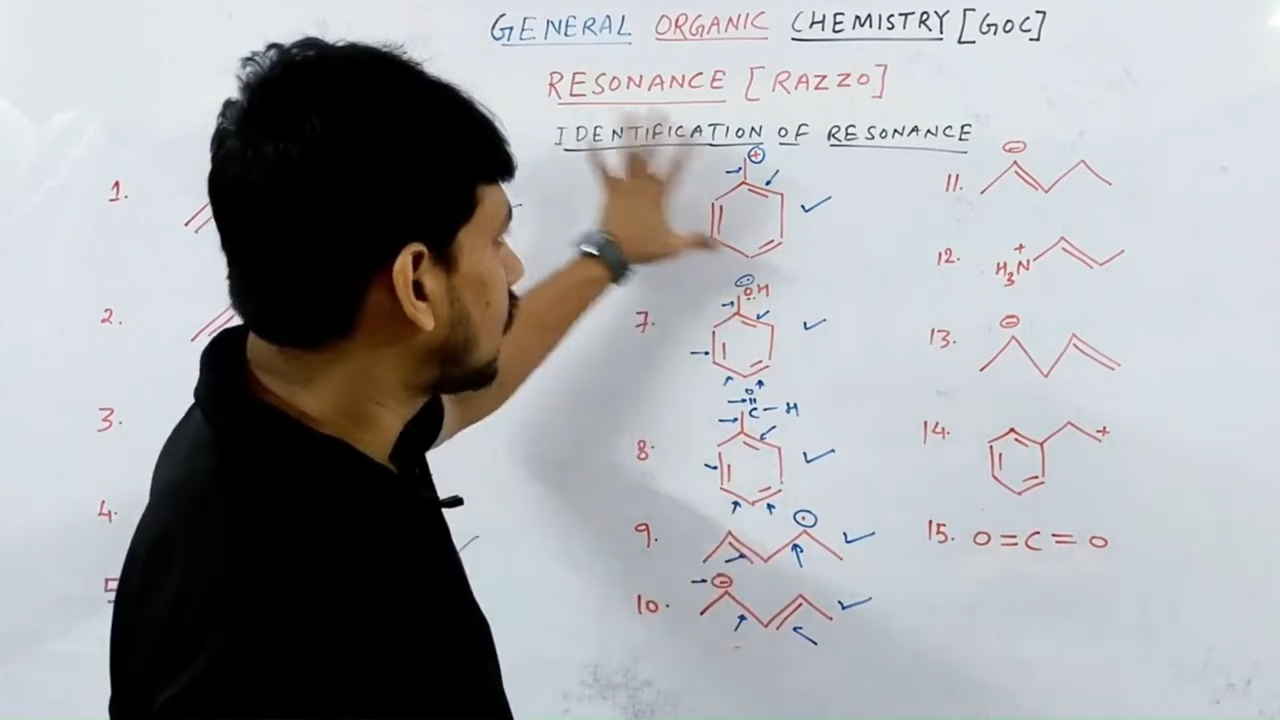 GENERAL ORGANIC CHEMISTRY [GOC]
RESONANCE [RAZZO]
IDENTIFICATION OF RESONANCE
1.
2.
3.
4.
+
7. ÖH
8. O
C - H
9.
10. -
11. -
12. H3N+
13. -
14. +
15. O=C=O